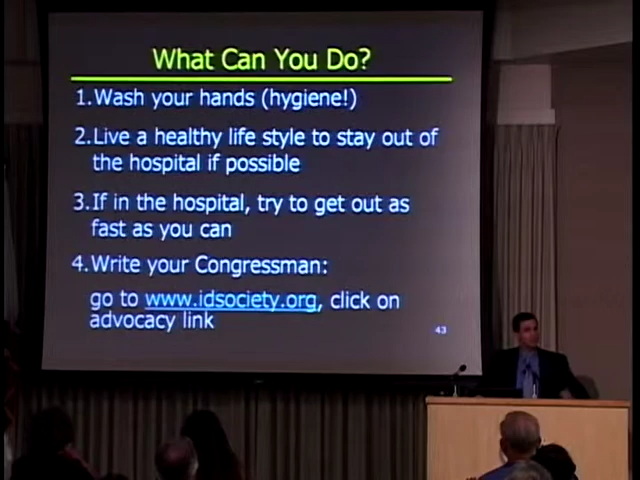 What Can You Do?
1.Wash your hands (hygiene!)
2.Live a healthy life style to stay out of
the hospital if possible
3.If in the hospital, try to get out as
fast as you can
4.Write your Congressman:
go to www.idsociety.org, click on
advocacy link
43